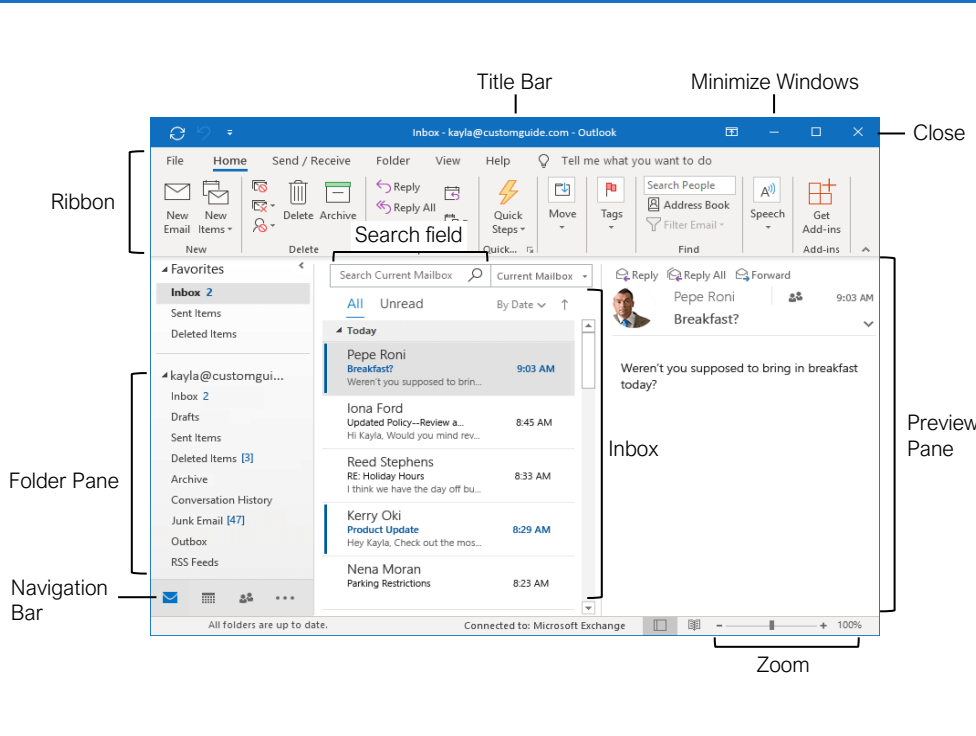 Title Bar
Minimize Windows
Inbox - kayla@customguide.com - Outlook
Close
File Home Send / Receive Folder View Help Tell me what you want to do
Ribbon
New Email
New Items
Delete
Archive
Reply
Reply All
Quick Steps
Move
Tags
Search People
Address Book
Filter Email
Speech
Get Add-ins
New
Delete
Search field
Quick...
Find
Add-ins
Favorites
Inbox 2
Sent Items
Deleted Items
kayla@customgui...
Inbox 2
Drafts
Sent Items
Deleted Items [3]
Archive
Conversation History
Junk Email [47]
Outbox
RSS Feeds
Folder Pane
Navigation
Bar
Search Current Mailbox
Current Mailbox
All Unread By Date
Today
Pepe Roni
Breakfast? 9:03 AM
Weren't you supposed to brin...
Iona Ford
Updated Policy--Review a... 8:45 AM
Hi Kayla, Would you mind rev...
Reed Stephens
RE: Holiday Hours 8:33 AM
I think we have the day off bu...
Kerry Oki
Product Update 8:29 AM
Hey Kayla, Check out the mos...
Nena Moran
Parking Restrictions 8:23 AM
Inbox
Reply Reply All Forward
Pepe Roni 9:03 AM
Breakfast?
Weren't you supposed to bring in breakfast
today?
Preview
Pane
All folders are up to date. Connected to: Microsoft Exchange 100%
Zoom